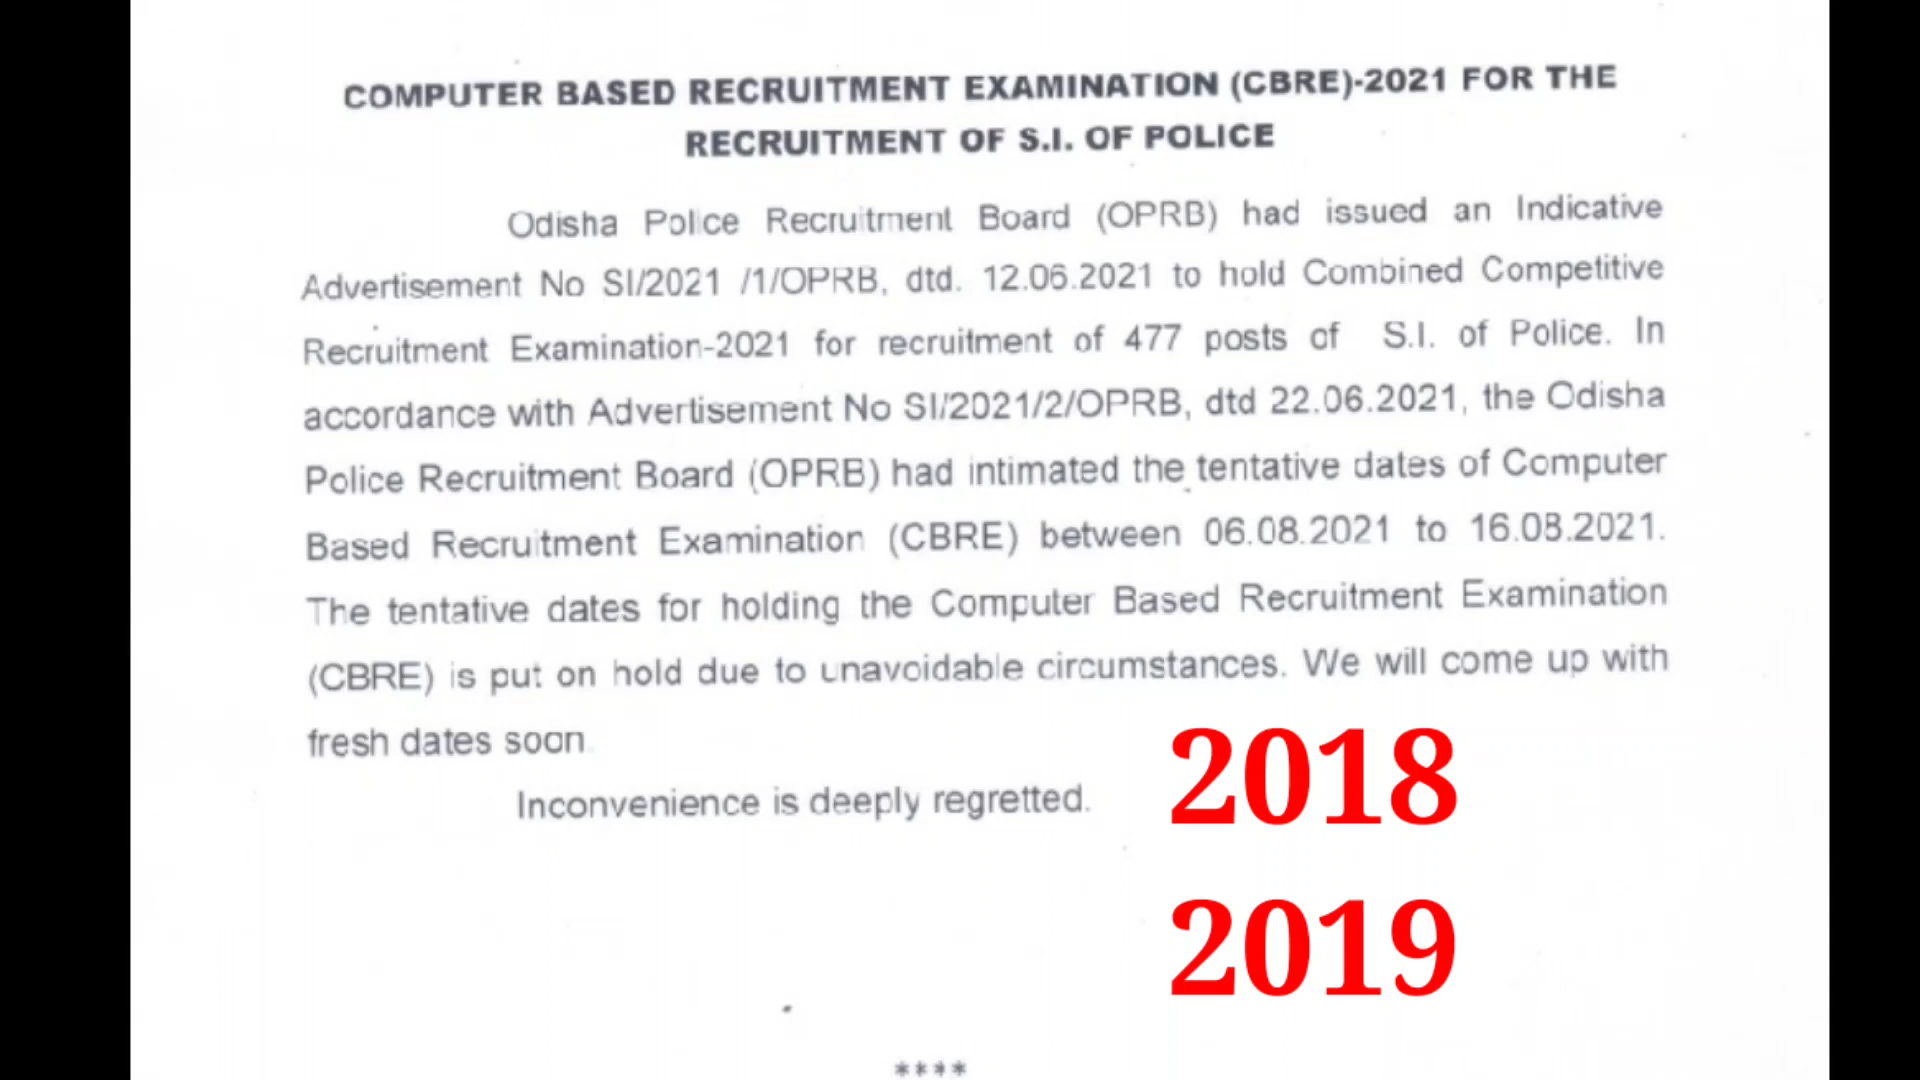 COMPUTER BASED RECRUITMENT EXAMINATION (CBRE)-2021 FOR THE
RECRUITMENT OF S.I. OF POLICE
Odisha Police Recruitment Board (OPRB) had issued an Indicative
Advertisement No SI/2021 /1/OPRB, dtd. 12.06.2021 to hold Combined Competitive
Recruitment Examination-2021 for recruitment of 477 posts of S.I. of Police. In
accordance with Advertisement No SI/2021/2/OPRB, dtd 22.06.2021, the Odisha
Police Recruitment Board (OPRB) had intimated the tentative dates of Computer
Based Recruitment Examination (CBRE) between 06.08.2021 to 16.08.2021.
The tentative dates for holding the Computer Based Recruitment Examination
(CBRE) is put on hold due to unavoidable circumstances. We will come up with
fresh dates soon
Inconvenience is deeply regretted.
2018
2019
****